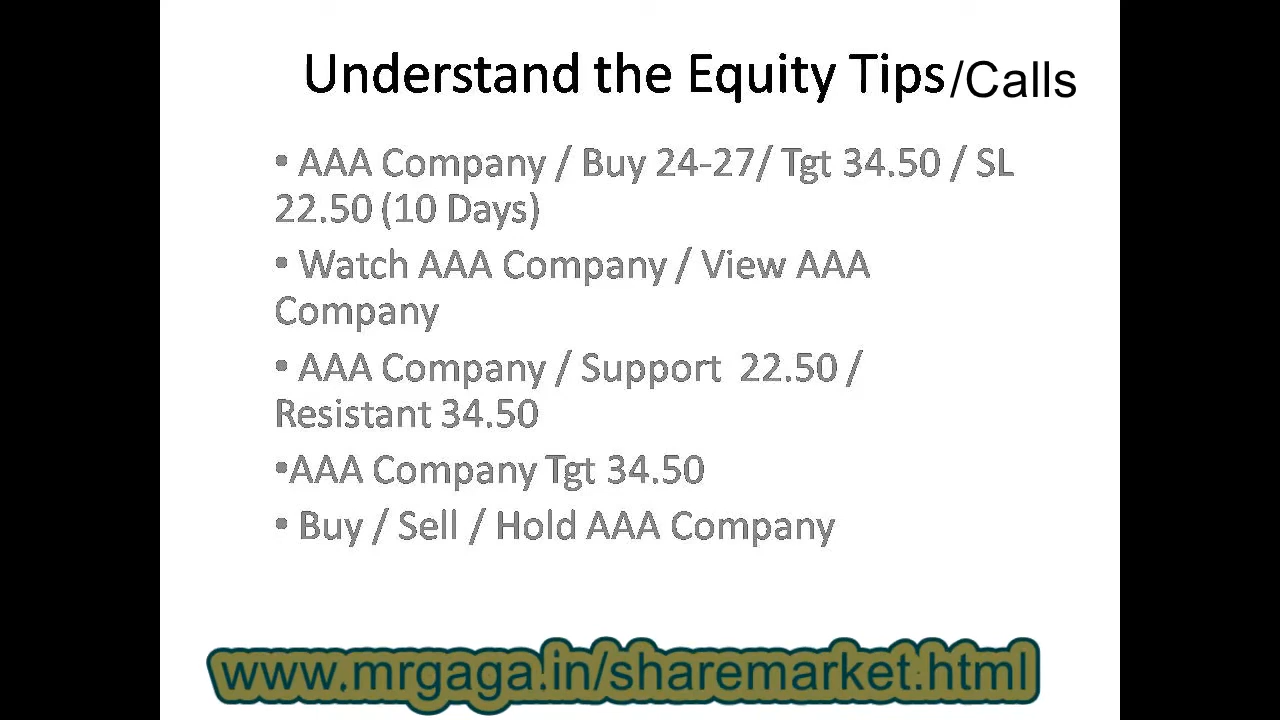 Understand the Equity Tips/Calls
• AAA Company / Buy 24-27/ Tgt 34.50 / SL
22.50 (10 Days)
• Watch AAA Company / View AAA
Company
• AAA Company / Support  22.50 /
Resistant 34.50
•AAA Company Tgt 34.50
• Buy / Sell / Hold AAA Company
www.mrgaga.in/sharemarket.html